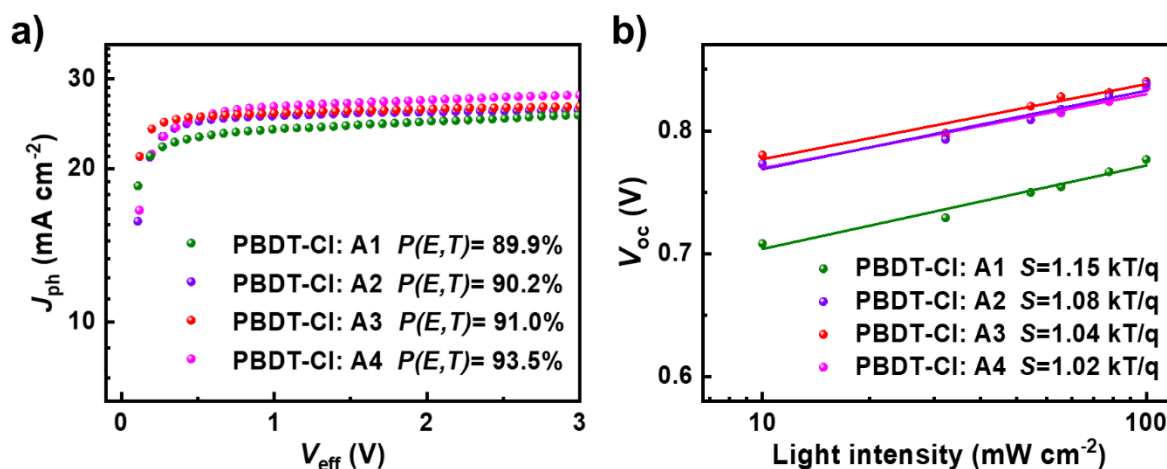 a)
30
20
10
J_ph (mA cm⁻²)
PBDT-Cl: A1 P(E,T)= 89.9%
PBDT-Cl: A2 P(E,T)= 90.2%
PBDT-Cl: A3 P(E,T)= 91.0%
PBDT-Cl: A4 P(E,T)= 93.5%
0 1 2 3
V_eff (V)
b)
0.8
0.7
0.6
V_oc (V)
PBDT-Cl: A1 S=1.15 kT/q
PBDT-Cl: A2 S=1.08 kT/q
PBDT-Cl: A3 S=1.04 kT/q
PBDT-Cl: A4 S=1.02 kT/q
10 100
Light intensity (mW cm⁻²)